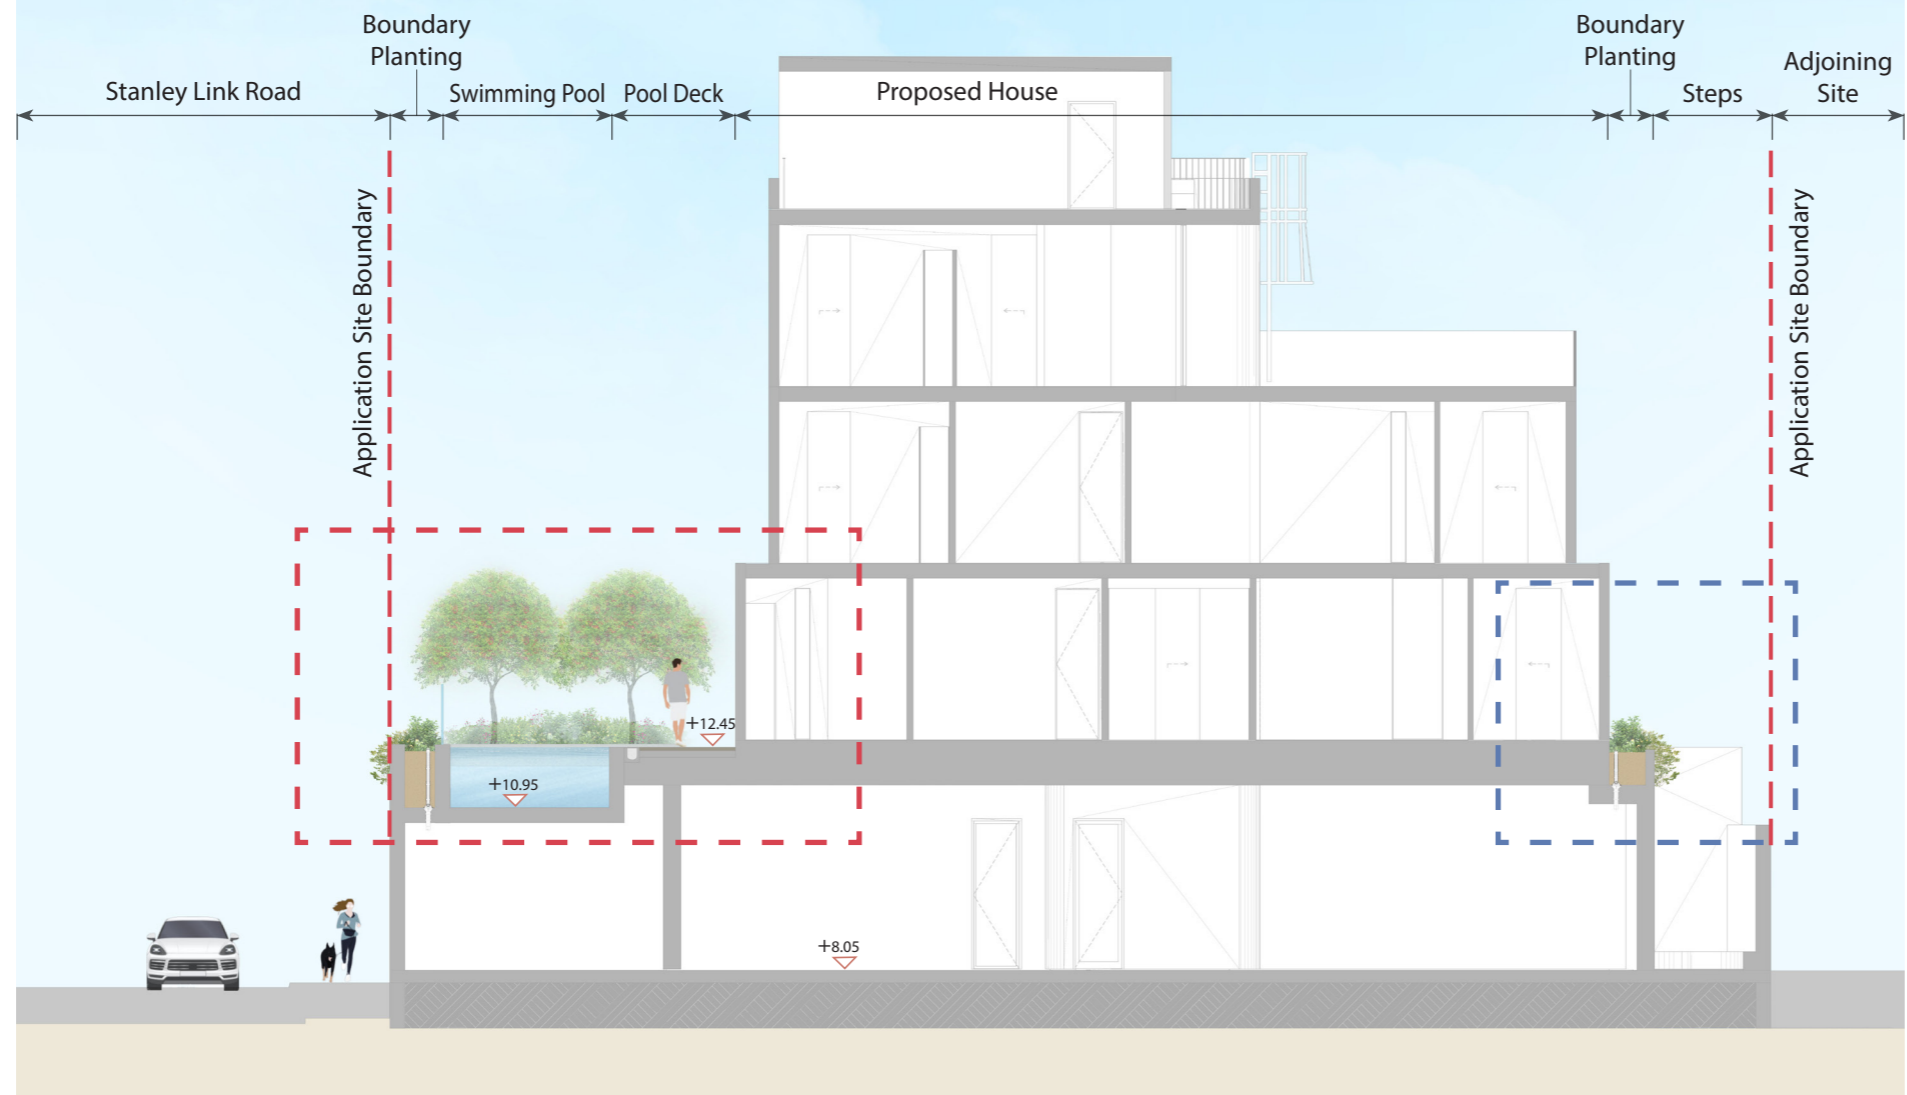 Boundary
Planting
Boundary
Planting
Adjoining
Site
Stanley Link Road
Swimming Pool
Pool Deck
Proposed House
Steps
Application Site Boundary
Application Site Boundary
+12.45
+10.95
+8.05